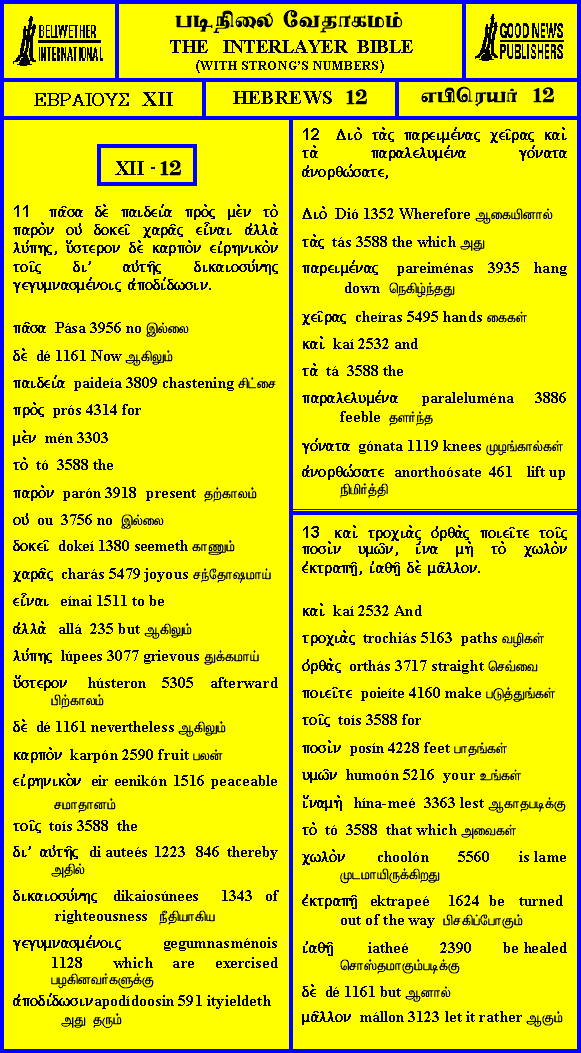 BELLWETHER
INTERNATIONAL
படிநிலை வேதாகமம்
THE INTERLAYER BIBLE
(WITH STRONG'S NUMBERS)
GOOD NEWS
PUBLISHERS
ΕΒΡΑΙΟΥΣ XII
HEBREWS 12
எபிரெயர் 12
XII - 12
11 πᾶσα δὲ παιδεία πρὸς μὲν τὸ
παρὸν οὐ δοκεῖ χαρᾶς εἶναι ἀλλὰ
λύπης, ὕστερον δὲ καρπὸν εἰρηνικὸν
τοῖς δι' αὐτῆς δικαιοσύνης
γεγυμνασμένοις ἀποδίδωσιν.
πᾶσα Pása 3956 no இல்லை
δὲ dé 1161 Now ஆகிலும்
παιδεία paideía 3809 chastening சிட்சை
πρὸς prós 4314 for
μὲν mén 3303
τὸ tó 3588 the
παρὸν parón 3918 present தற்காலம்
οὐ ou 3756 no இல்லை
δοκεῖ dokeí 1380 seemeth காணும்
χαρᾶς charás 5479 joyous சந்தோஷமாய்
εἶναι eínai 1511 to be
ἀλλὰ allá 235 but ஆகிலும்
λύπης lúpees 3077 grievous துக்கமாய்
ὕστερον hústeron 5305 afterward
பிற்காலம்
δὲ dé 1161 nevertheless ஆகிலும்
καρπὸν karpón 2590 fruit பலன்
εἰρηνικὸν eir eenikón 1516 peaceable
சமாதானம்
τοῖς toís 3588 the
δι' αὐτῆς di auteés 1223 846 thereby
அதில்
δικαιοσύνης dikaiosúnees 1343 of
righteousness நீதியாகிய
γεγυμνασμένοις gegumnasménois
1128 which are exercised
பழகினவர்களுக்கு
ἀποδίδωσιν apodídoosin 591 ityieldeth
அது தரும்
12 Διὸ τὰς παρειμένας χεῖρας καὶ
τὰ παραλελυμένα γόνατα
ἀνορθώσατε,
Διὸ Dió 1352 Wherefore ஆகையினால்
τὰς tás 3588 the which அது
παρειμένας pareiménas 3935 hang
down நெகிழ்ந்தது
χεῖρας cheíras 5495 hands கைகள்
καὶ kaí 2532 and
τὰ tá 3588 the
παραλελυμένα paraleluména 3886
feeble தளர்ந்த
γόνατα gónata 1119 knees முழங்கால்கள்
ἀνορθώσατε anorthoósate 461 lift up
நிமிர்த்தி
13 καὶ τροχιὰς ὀρθὰς ποιεῖτε τοῖς
ποσὶν υμῶν, ἵνα μὴ τὸ χωλὸν
ἐκτραπῇ, ἰαθῇ δὲ μᾶλλον.
καὶ kaí 2532 And
τροχιὰς trochiás 5163 paths வழிகள்
ὀρθὰς orthás 3717 straight செவ்வை
ποιεῖτε poieíte 4160 make படுத்துங்கள்
τοῖς toís 3588 for
ποσὶν posín 4228 feet பாதங்கள்
υμῶν humoón 5216 your உங்கள்
ἵναμὴ hína-meé 3363 lest ஆகாதபடிக்கு
τὸ tó 3588 that which அவைகள்
χωλὸν choolón 5560 is lame
முடமாயிருக்கிறது
ἐκτραπῇ ektrapeé 1624 be turned
out of the way பிசகிப்போகும்
ἰαθῇ iatheé 2390 be healed
சொஸ்தமாகும்படிக்கு
δὲ dé 1161 but ஆனால்
μᾶλλον mállon 3123 let it rather ஆகும்